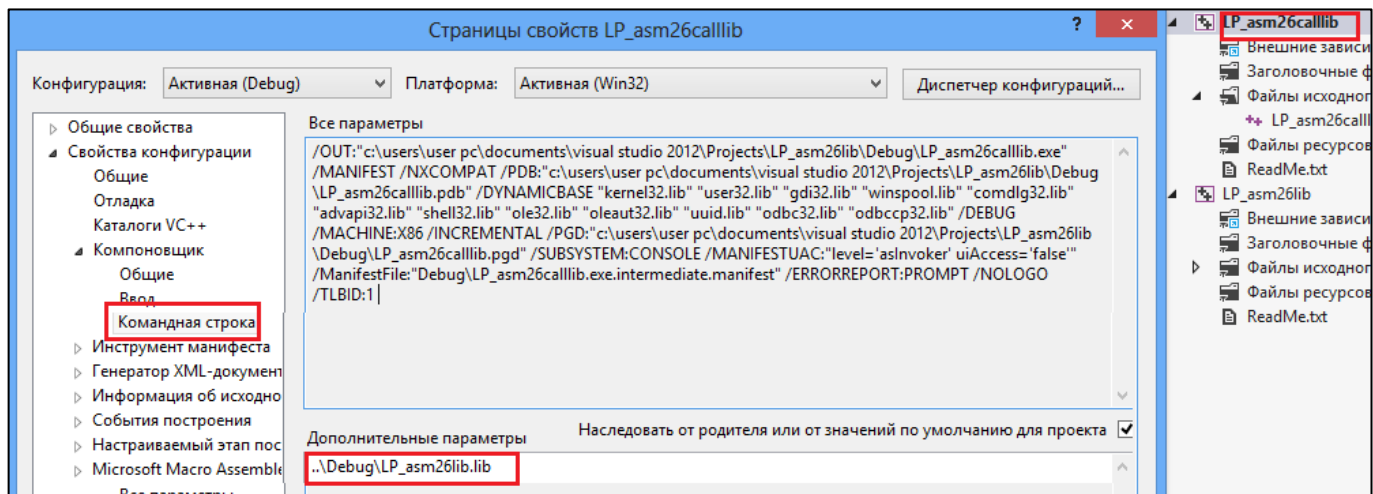 Страницы свойств LP_asm26calllib
?
×
Конфигурация: Активная (Debug) Платформа: Активная (Win32) Диспетчер конфигураций...
Общие свойства
Свойства конфигурации
Общие
Отладка
Каталоги VC++
Компоновщик
Общие
Ввод
Командная строка
Инструмент манифеста
Генератор XML-документ
Информация об исходно
События построения
Настраиваемый этап пос
Microsoft Macro Assemble
Все параметры
Все параметры
/OUT:"c:\users\user pc\documents\visual studio 2012\Projects\LP_asm26lib\Debug\LP_asm26calllib.exe"
/MANIFEST /NXCOMPAT /PDB:"c:\users\user pc\documents\visual studio 2012\Projects\LP_asm26lib\Debug
\LP_asm26calllib.pdb" /DYNAMICBASE "kernel32.lib" "user32.lib" "gdi32.lib" "winspool.lib" "comdlg32.lib"
"advapi32.lib" "shell32.lib" "ole32.lib" "oleaut32.lib" "uuid.lib" "odbc32.lib" "odbccp32.lib" /DEBUG
/MACHINE:X86 /INCREMENTAL /PGD:"c:\users\user pc\documents\visual studio 2012\Projects\LP_asm26lib
\Debug\LP_asm26calllib.pgd" /SUBSYSTEM:CONSOLE /MANIFESTUAC:"level='asInvoker' uiAccess='false'"
/ManifestFile:"Debug\LP_asm26calllib.exe.intermediate.manifest" /ERRORREPORT:PROMPT /NOLOGO
/TLBID:1
Дополнительные параметры Наследовать от родителя или от значений по умолчанию для проекта
..\Debug\LP_asm26lib.lib
LP_asm26calllib
Внешние зависи
Заголовочные ф
Файлы исходног
LP_asm26calll
Файлы ресурсов
ReadMe.txt
LP_asm26lib
Внешние зависи
Заголовочные ф
Файлы исходног
Файлы ресурсов
ReadMe.txt